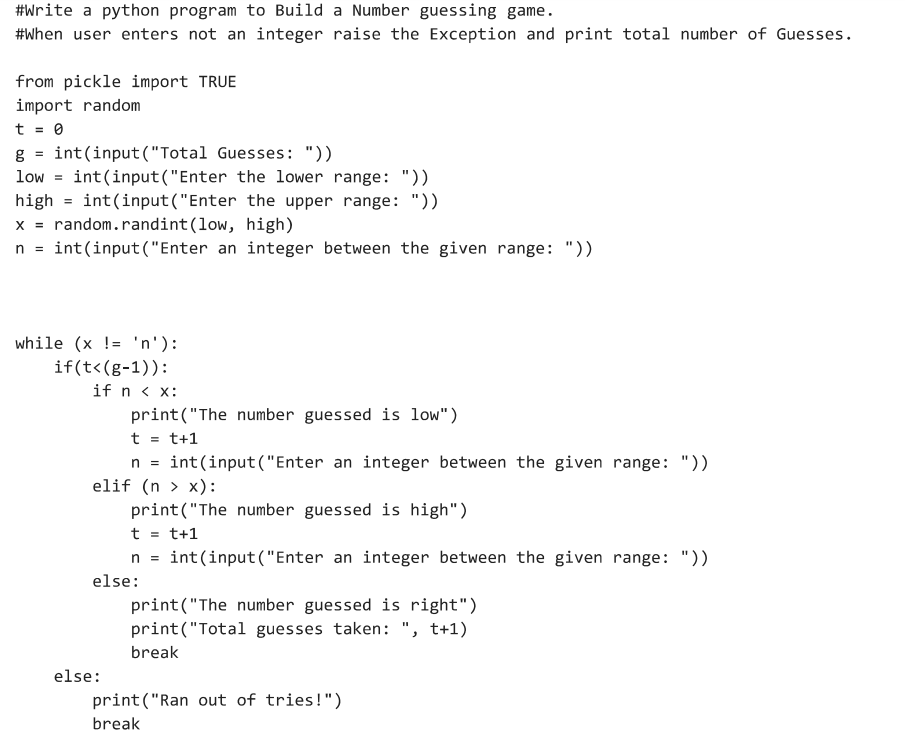 #Write a python program to Build a Number guessing game.
#When user enters not an integer raise the Exception and print total number of Guesses.

from pickle import TRUE
import random
t = 0
g = int(input("Total Guesses: "))
low = int(input("Enter the lower range: "))
high = int(input("Enter the upper range: "))
x = random.randint(low, high)
n = int(input("Enter an integer between the given range: "))

while (x != 'n'):
    if(t<(g-1)):
        if n < x:
            print("The number guessed is low")
            t = t+1
            n = int(input("Enter an integer between the given range: "))
        elif (n > x):
            print("The number guessed is high")
            t = t+1
            n = int(input("Enter an integer between the given range: "))
        else:
            print("The number guessed is right")
            print("Total guesses taken: ", t+1)
            break
    else:
        print("Ran out of tries!")
        break